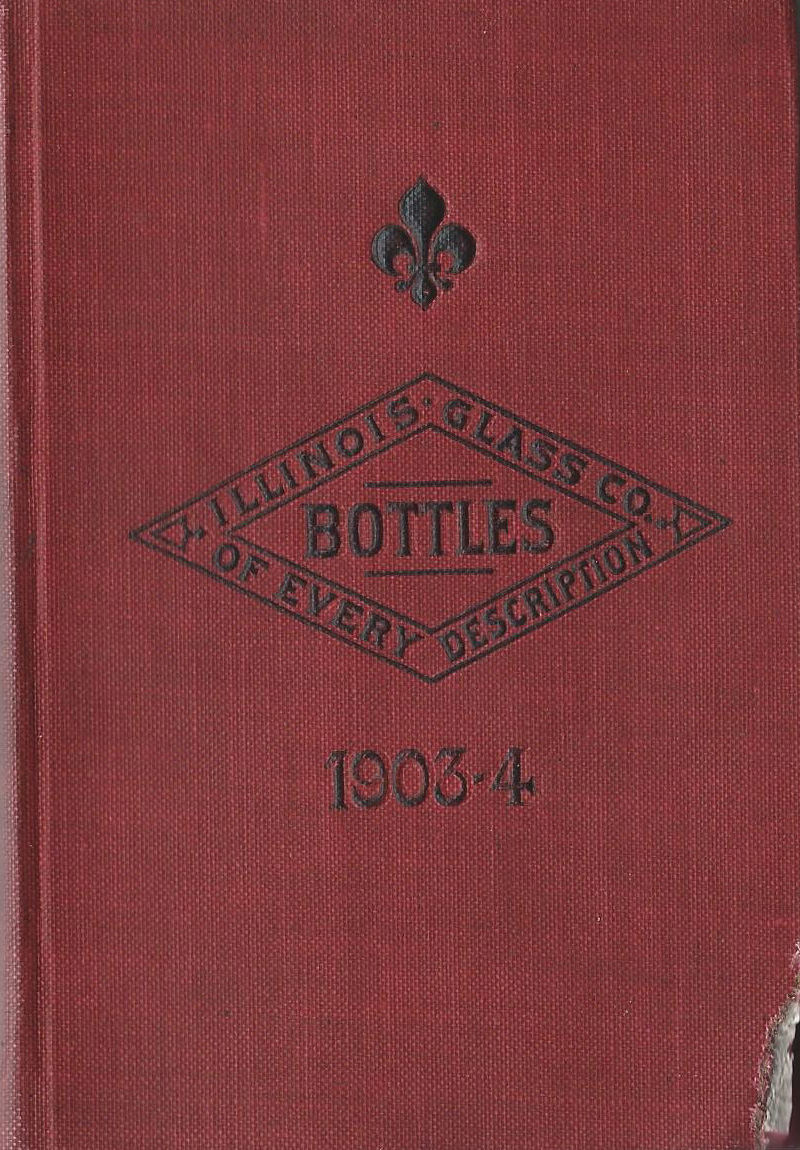 ILLINOIS · GLASS CO.
BOTTLES
OF EVERY DESCRIPTION
1903·4